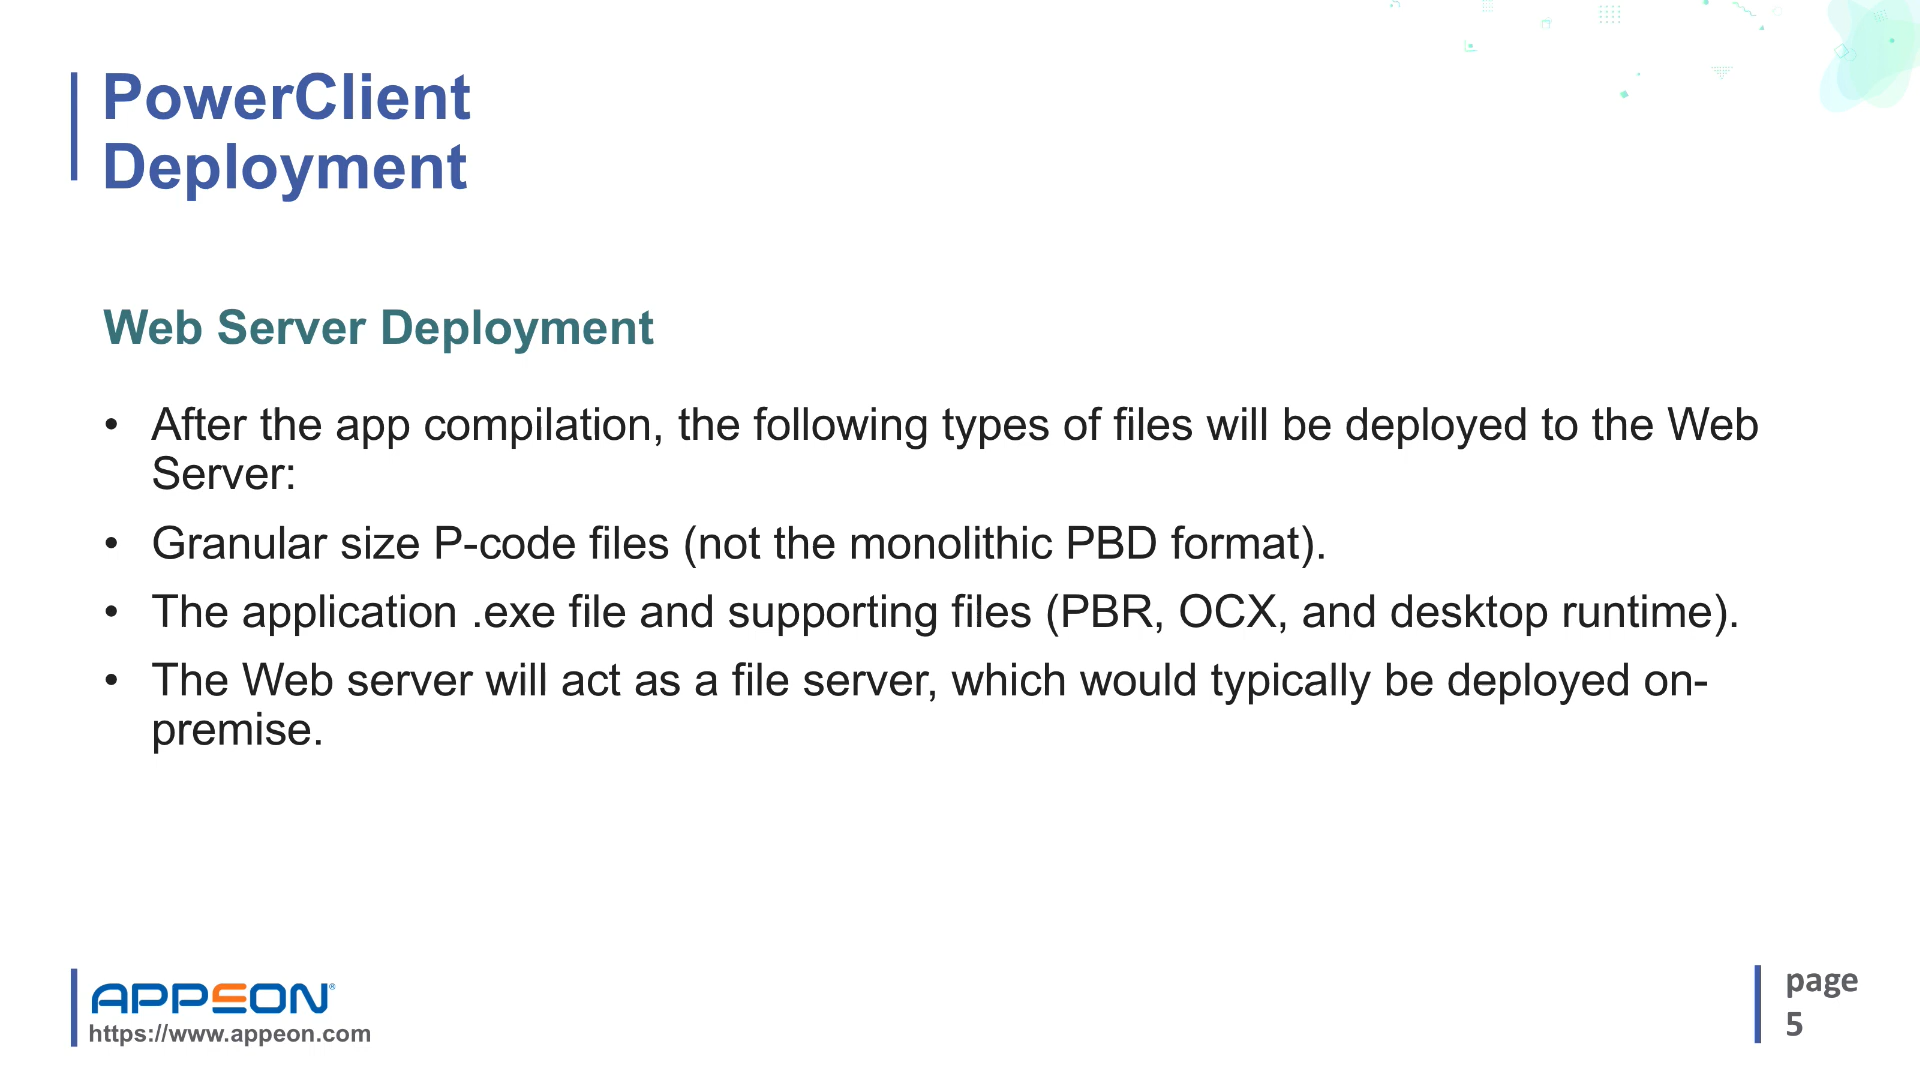 PowerClient
Deployment
Web Server Deployment
• After the app compilation, the following types of files will be deployed to the Web
Server:
• Granular size P-code files (not the monolithic PBD format).
• The application .exe file and supporting files (PBR, OCX, and desktop runtime).
• The Web server will act as a file server, which would typically be deployed on-
premise.
APPEON®
https://www.appeon.com
page
5